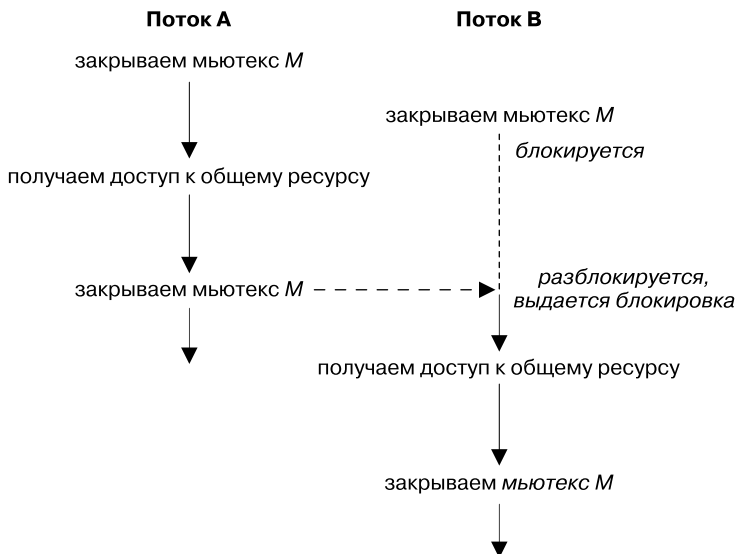 Поток А
закрываем мьютекс M
получаем доступ к общему ресурсу
закрываем мьютекс M
Поток В
закрываем мьютекс M
блокируется
разблокируется,
выдается блокировка
получаем доступ к общему ресурсу
закрываем мьютекс M